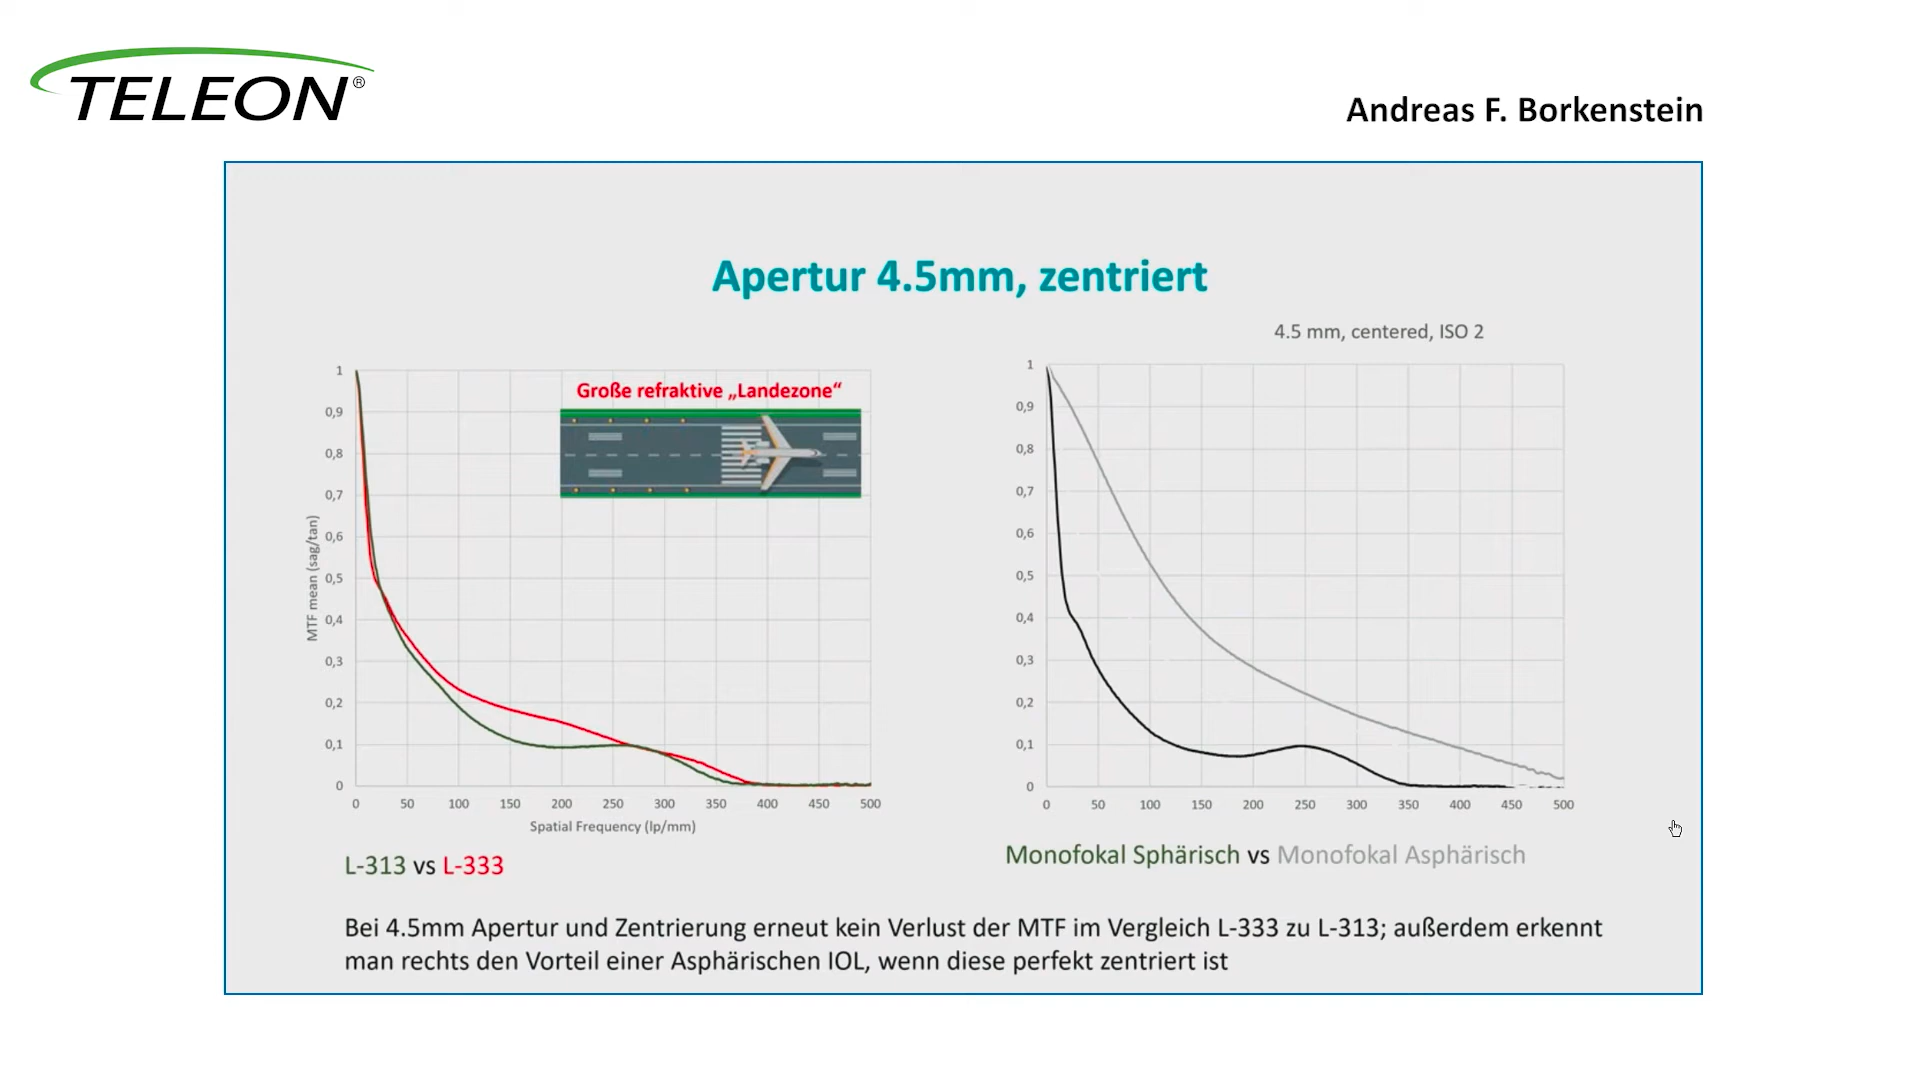 TELEON®
Andreas F. Borkenstein
Apertur 4.5mm, zentriert
1
0,9
0,8
0,7
0,6
0,5
0,4
0,3
0,2
0,1
0
MTF mean (sag/tan)
Große refraktive „Landezone“
0 50 100 150 200 250 300 350 400 450 500
Spatial Frequency (lp/mm)
L-313 vs L-333
4.5 mm, centered, ISO 2
1
0,9
0,8
0,7
0,6
0,5
0,4
0,3
0,2
0,1
0
0 50 100 150 200 250 300 350 400 450 500
Monofokal Sphärisch vs Monofokal Asphärisch
Bei 4.5mm Apertur und Zentrierung erneut kein Verlust der MTF im Vergleich L-333 zu L-313; außerdem erkennt
man rechts den Vorteil einer Asphärischen IOL, wenn diese perfekt zentriert ist